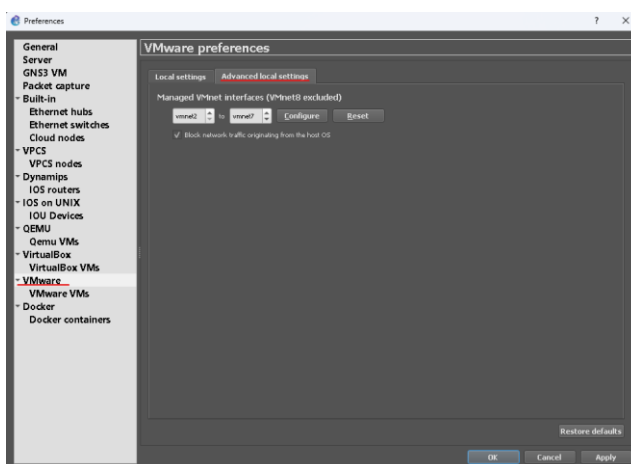 Preferences
?
X
General
Server
GNS3 VM
Packet capture
Built-in
Ethernet hubs
Ethernet switches
Cloud nodes
VPCS
VPCS nodes
Dynamips
IOS routers
IOS on UNIX
IOU Devices
QEMU
Qemu VMs
VirtualBox
VirtualBox VMs
VMware
VMware VMs
Docker
Docker containers
VMware preferences
Local settings Advanced local settings
Managed VMnet interfaces (VMnet8 excluded)
vmnet2 to vmnet7 Configure Reset
Block network traffic originating from the host OS
Restore defaults
OK Cancel Apply